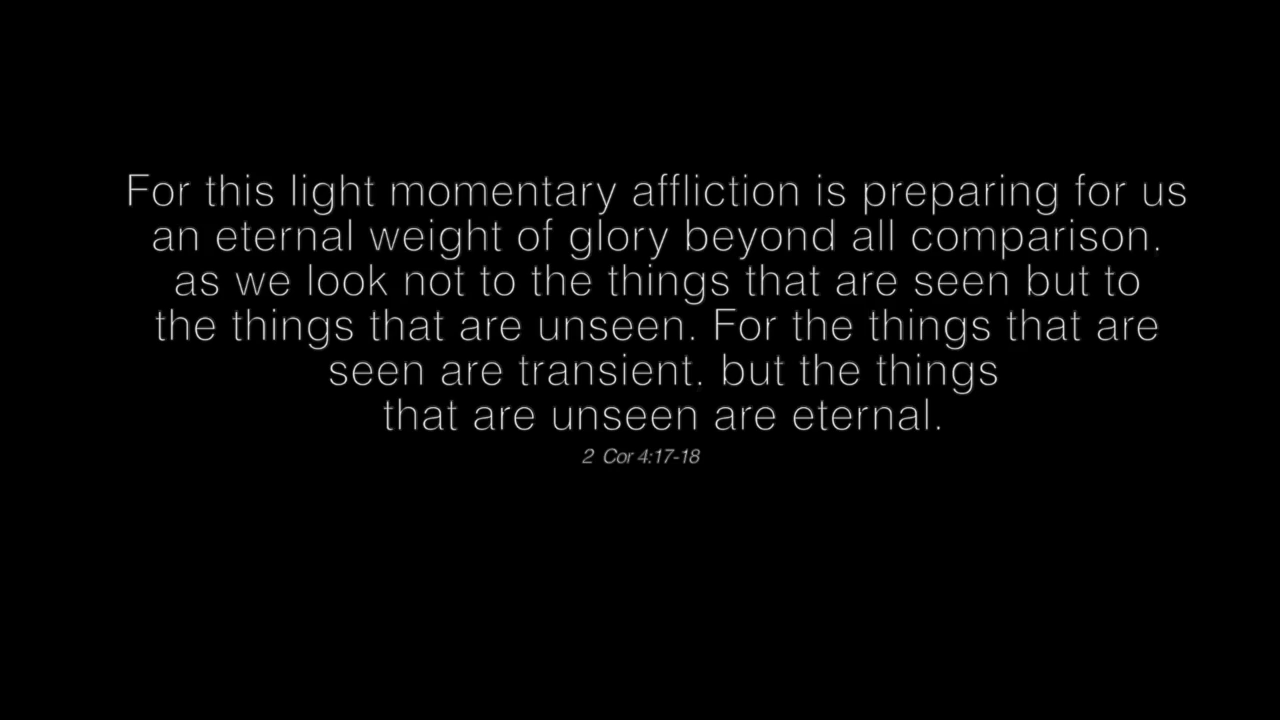 For this light momentary affliction is preparing for us
an eternal weight of glory beyond all comparison.
as we look not to the things that are seen but to
the things that are unseen. For the things that are
seen are transient. but the things
that are unseen are eternal.
2 Cor 4:17-18